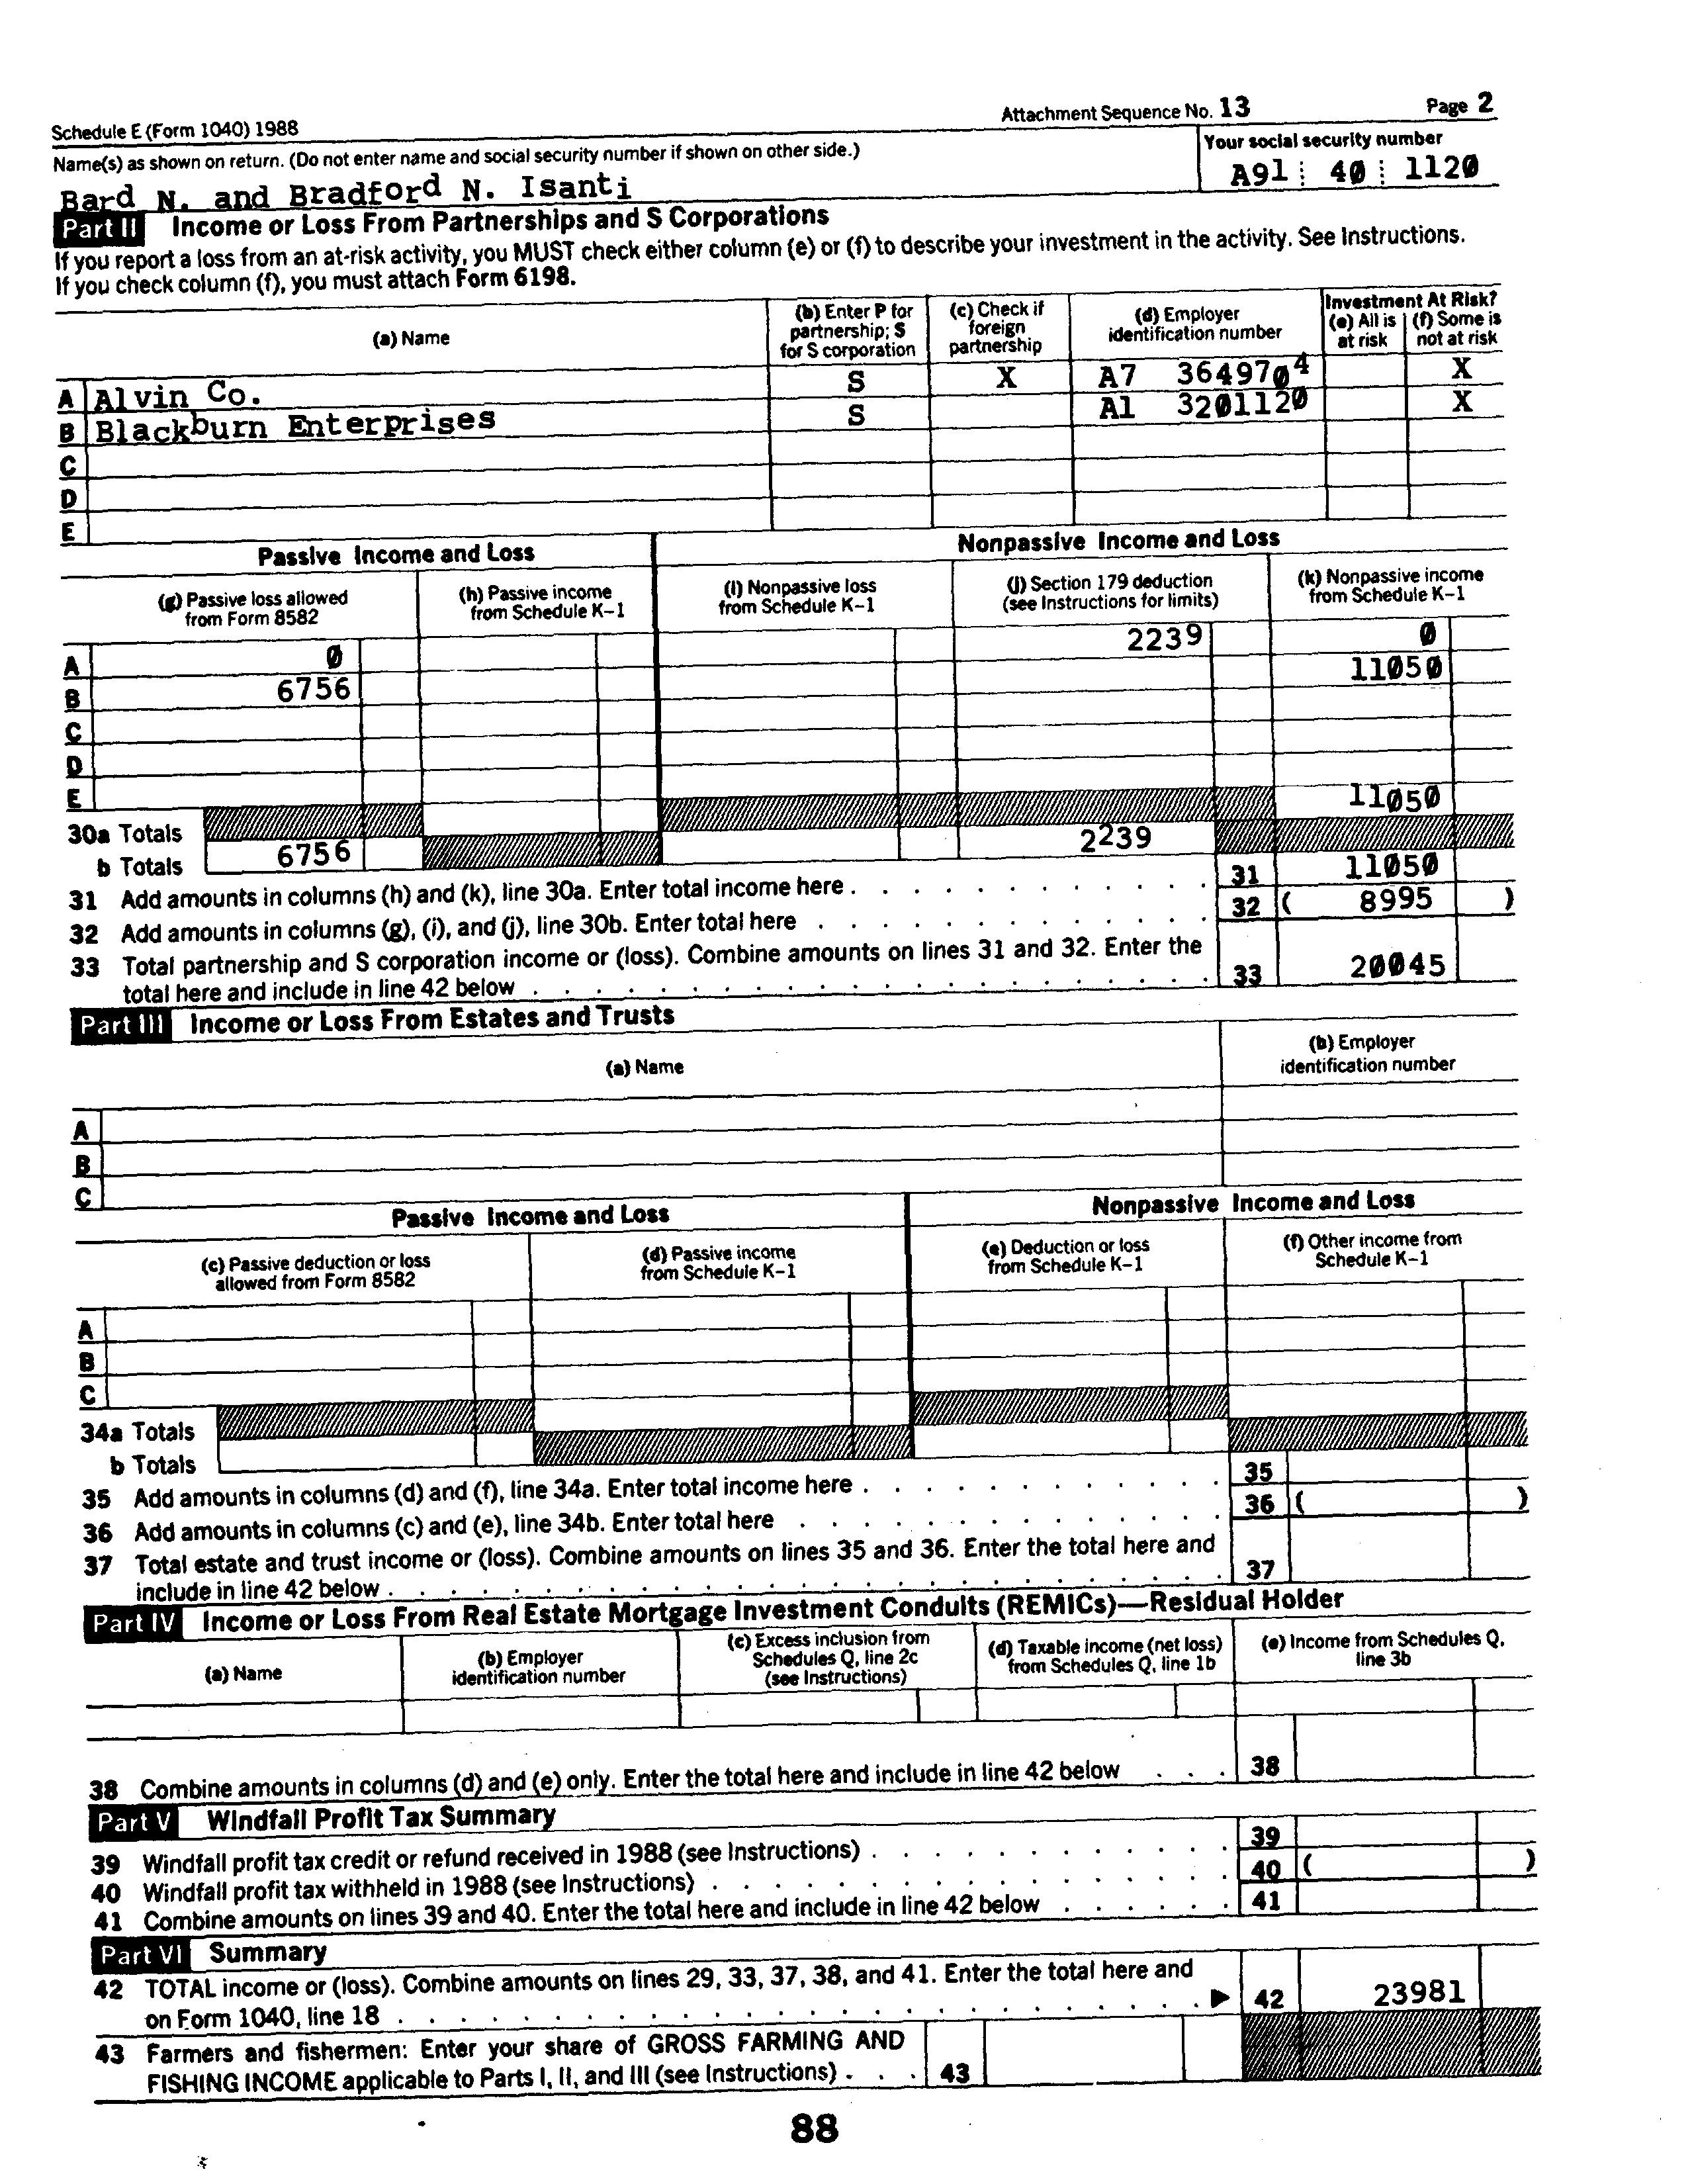 Schedule E (Form 1040) 1988 Attachment Sequence No. 13 Page 2
Name(s) as shown on return. (Do not enter name and social security number if shown on other side.) Your social security number
Bard N. and Bradford N. Isanti A91 40 1120
Part II Income or Loss From Partnerships and S Corporations
If you report a loss from an at-risk activity, you MUST check either column (e) or (f) to describe your investment in the activity. See Instructions.
If you check column (f), you must attach Form 6198.
(a) Name (b) Enter P for partnership; S for S corporation (c) Check if foreign partnership (d) Employer identification number Investment At Risk? (e) All is at risk (f) Some is not at risk
A Alvin Co. S X A7 3649704 X
B Blackburn Enterprises S A1 3201120 X
C
D
E
Passive Income and Loss Nonpassive Income and Loss
(g) Passive loss allowed from Form 8582 (h) Passive income from Schedule K-1 (i) Nonpassive loss from Schedule K-1 (j) Section 179 deduction (see Instructions for limits) (k) Nonpassive income from Schedule K-1
A 0 2239 0
B 6756 11050
C
D
E
30a Totals 11050
b Totals 6756 2239
31 Add amounts in columns (h) and (k), line 30a. Enter total income here . . . . . . . . . . . . 31 11050
32 Add amounts in columns (g), (i), and (j), line 30b. Enter total here . . . . . . . . . . . . . 32 ( 8995 )
33 Total partnership and S corporation income or (loss). Combine amounts on lines 31 and 32. Enter the
total here and include in line 42 below . . . . . . . . . . . . . . . . . . . . . . 33 20045
Part III Income or Loss From Estates and Trusts
(a) Name (b) Employer identification number
A
B
C
Passive Income and Loss Nonpassive Income and Loss
(c) Passive deduction or loss allowed from Form 8582 (d) Passive income from Schedule K-1 (e) Deduction or loss from Schedule K-1 (f) Other income from Schedule K-1
A
B
C
34a Totals
b Totals
35 Add amounts in columns (d) and (f), line 34a. Enter total income here . . . . . . . . . . . . 35
36 Add amounts in columns (c) and (e), line 34b. Enter total here . . . . . . . . . . . . . . 36 ( )
37 Total estate and trust income or (loss). Combine amounts on lines 35 and 36. Enter the total here and
include in line 42 below . . . . . . . . . . . . . . . . . . . . . . . . . . . 37
Part IV Income or Loss From Real Estate Mortgage Investment Conduits (REMICs)—Residual Holder
(a) Name (b) Employer identification number (c) Excess inclusion from Schedules Q, line 2c (see Instructions) (d) Taxable income (net loss) from Schedules Q, line 1b (e) Income from Schedules Q, line 3b
38 Combine amounts in columns (d) and (e) only. Enter the total here and include in line 42 below . . . 38
Part V Windfall Profit Tax Summary
39 Windfall profit tax credit or refund received in 1988 (see Instructions) . . . . . . . . . . . . 39
40 Windfall profit tax withheld in 1988 (see Instructions) . . . . . . . . . . . . . . . . . 40 ( )
41 Combine amounts on lines 39 and 40. Enter the total here and include in line 42 below . . . . . . 41
Part VI Summary
42 TOTAL income or (loss). Combine amounts on lines 29, 33, 37, 38, and 41. Enter the total here and
on Form 1040, line 18 . . . . . . . . . . . . . . . . . . . . . ▶ 42 23981
43 Farmers and fishermen: Enter your share of GROSS FARMING AND
FISHING INCOME applicable to Parts I, II, and III (see Instructions) . . . 43
88